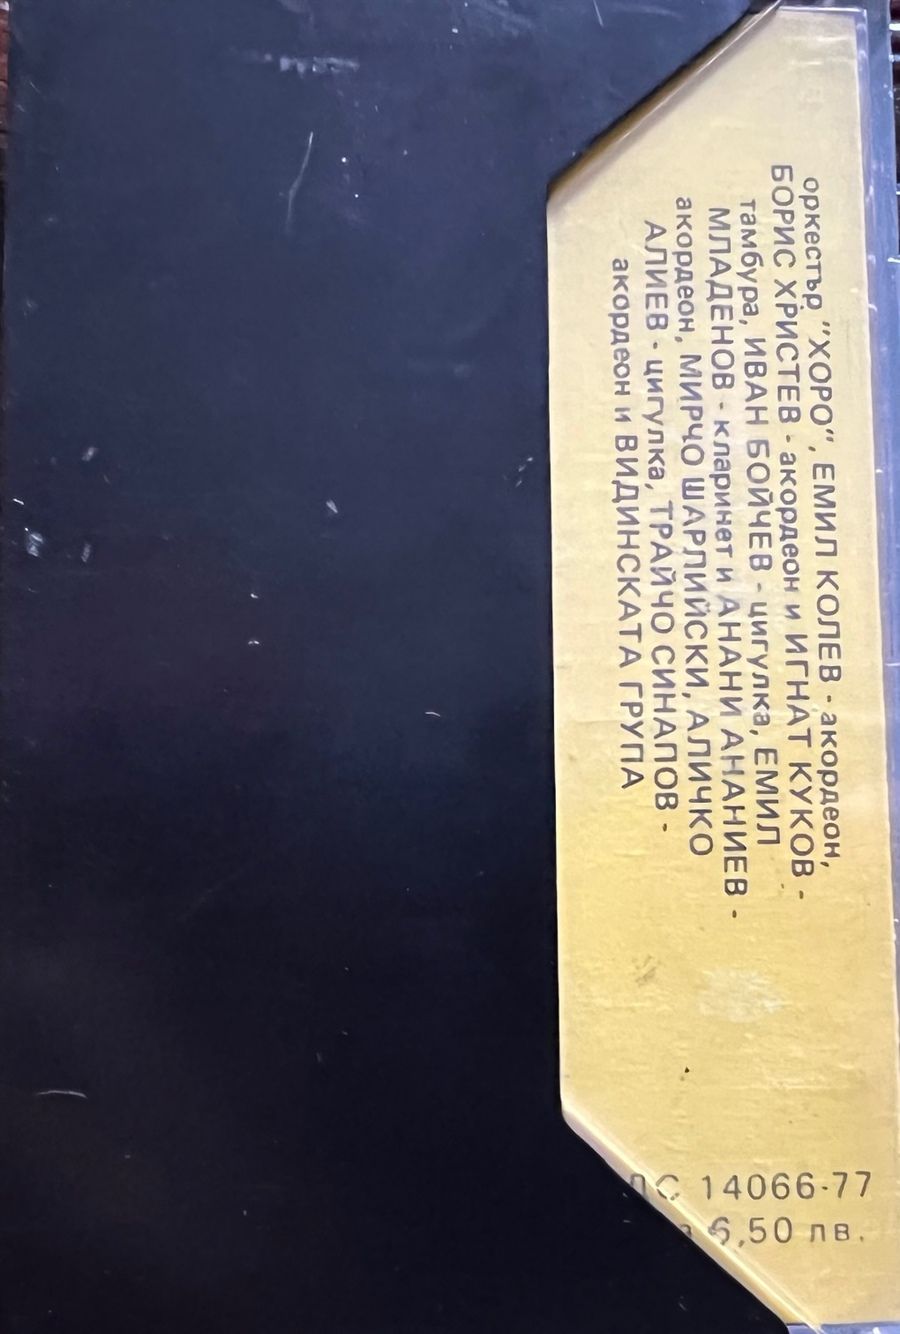 оркестър "ХОРО", ЕМИЛ КОЛЕВ - акордеон,
БОРИС ХРИСТЕВ - акордеон и ИГНАТ КУКОВ -
тамбура, ИВАН БОЙЧЕВ - цигулка, ЕМИЛ
МЛАДЕНОВ - кларинет и АНАНИ АНАНИЕВ -
акордеон, МИРЧО ШАРЛИЙСКИ, АЛИЧКО
АЛИЕВ - цигулка, ТРАЙЧО СИНАПОВ -
акордеон и ВИДИНСКАТА ГРУПА
14066-77
6,50 лв.